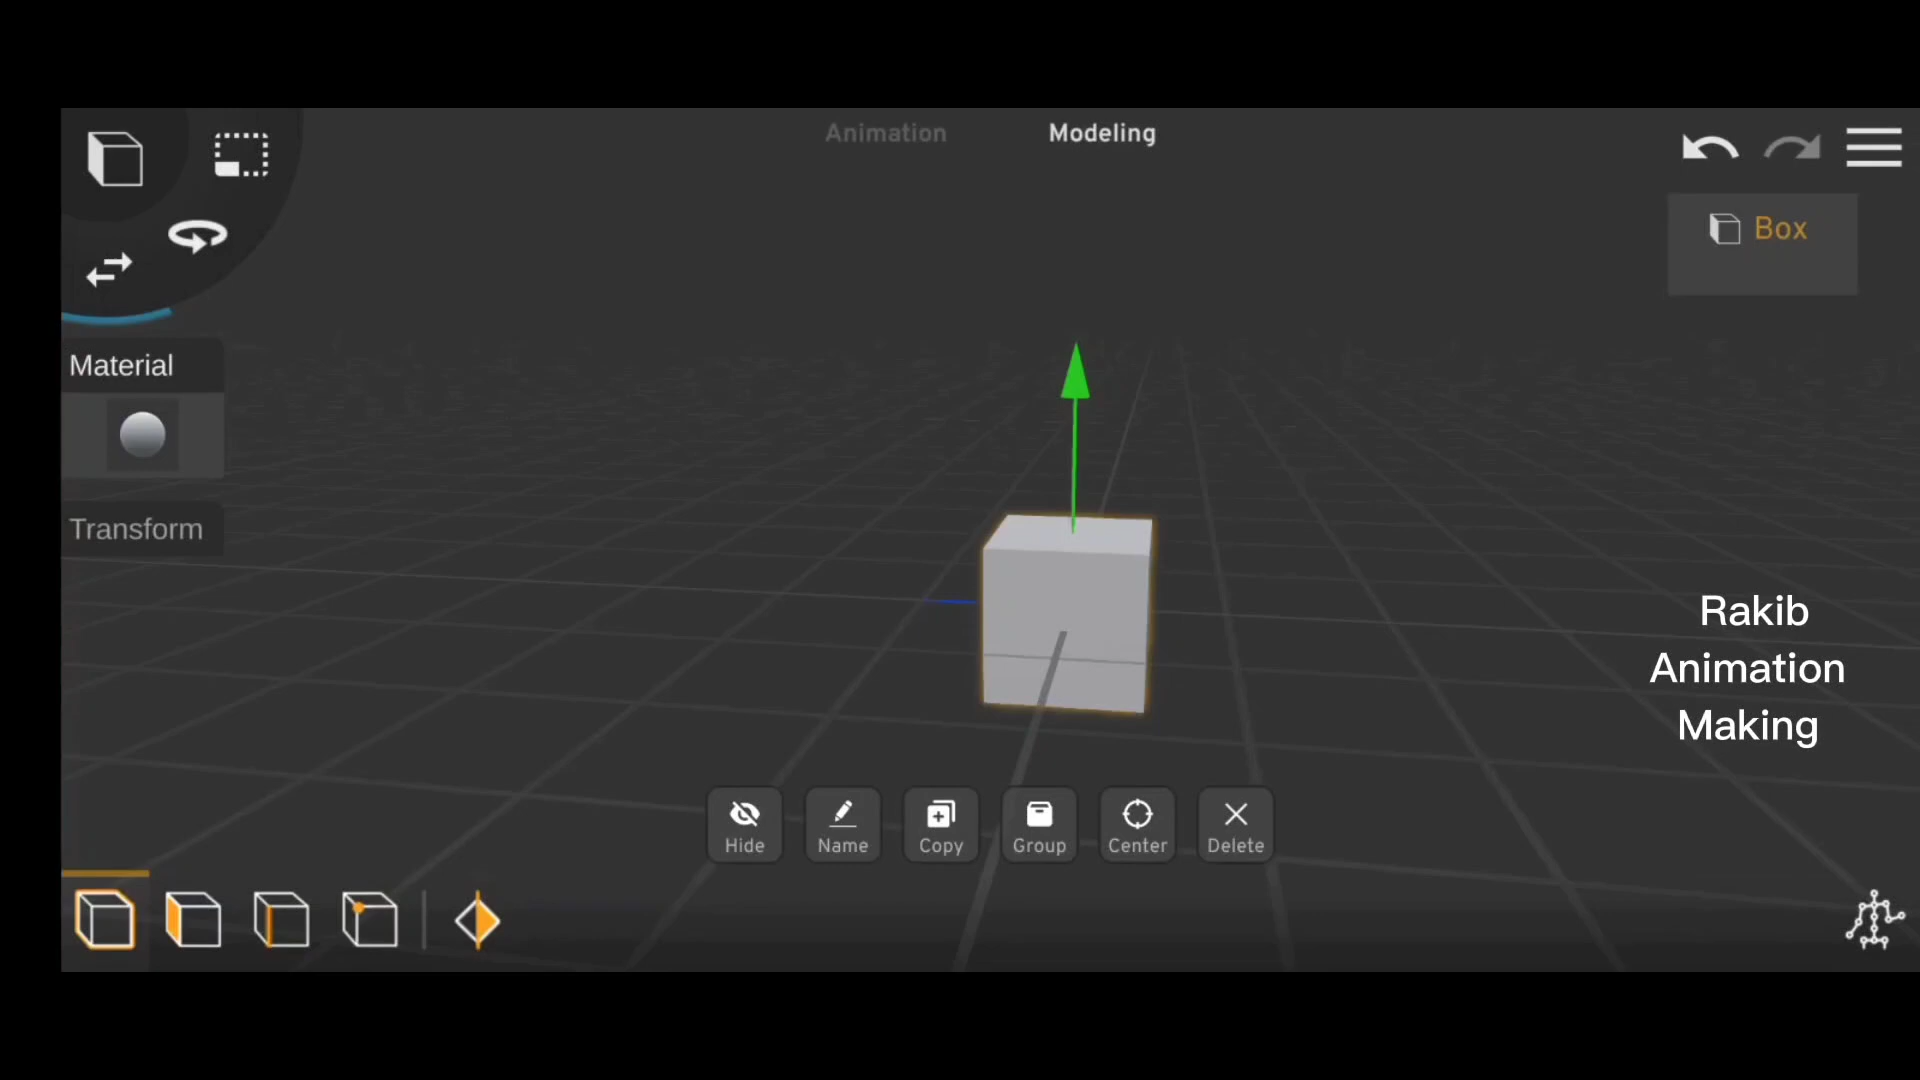 Animation
Modeling
Box
Material
Transform
Rakib
Animation
Making
Hide
Name
Copy
Group
Center
Delete